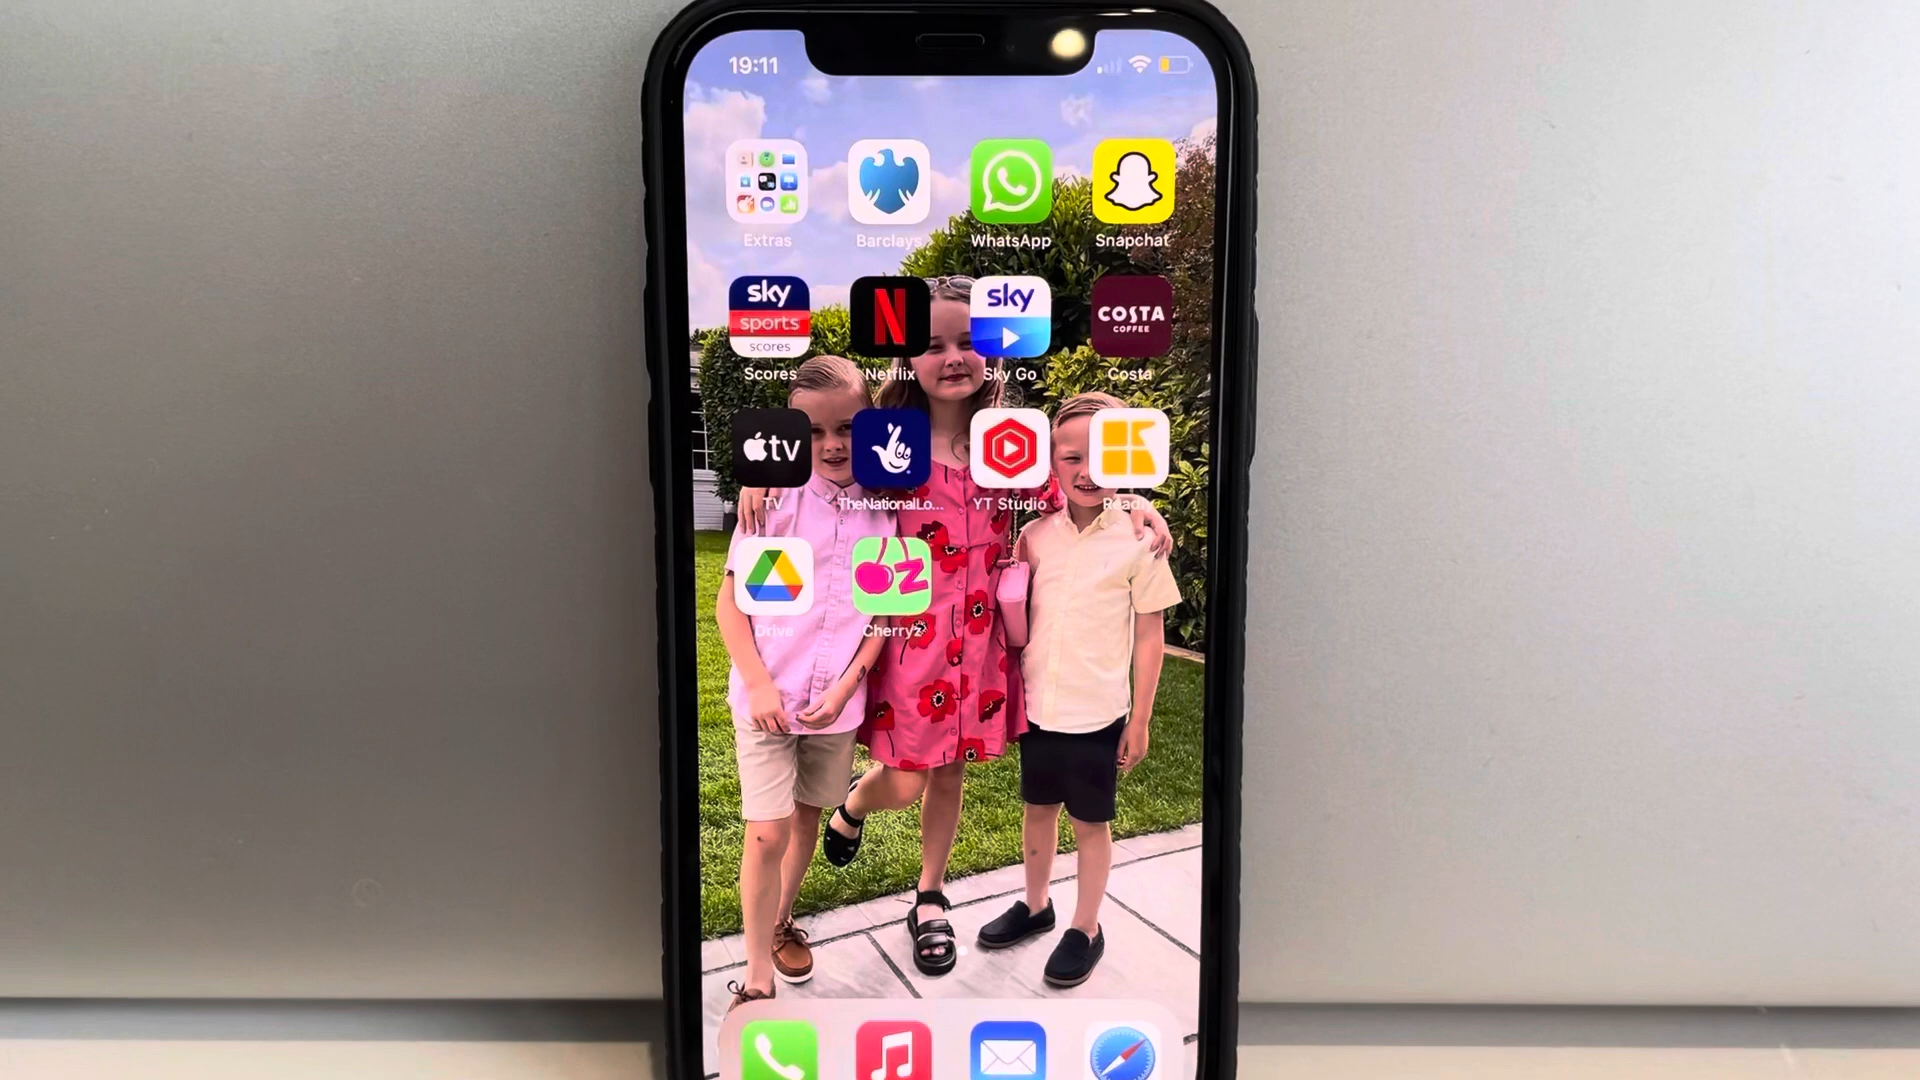 19:11
Extras
Barclays
WhatsApp
Snapchat
sky
sports
scores
Scores
N
Netflix
sky
Sky Go
COSTA
COFFEE
Costa
tv
TV
TheNationalLo...
YT Studio
Readly
Drive
Z
Cherryz